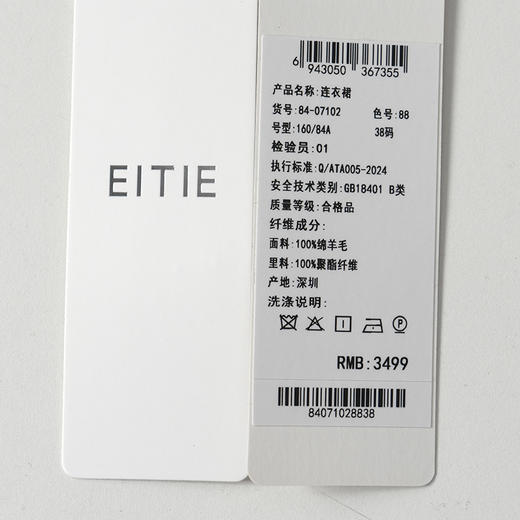 EITIE
6 943050 367355
产品名称:连衣裙
货号:84-07102 色号:88
号型:160/84A 38码
检验员:01
执行标准:Q/ATA005-2024
安全技术类别:GB18401 B类
质量等级:合格品
纤维成分:
面料:100%绵羊毛
里料:100%聚酯纤维
产地:深圳
洗涤说明:
P
RMB:3499
84071028838